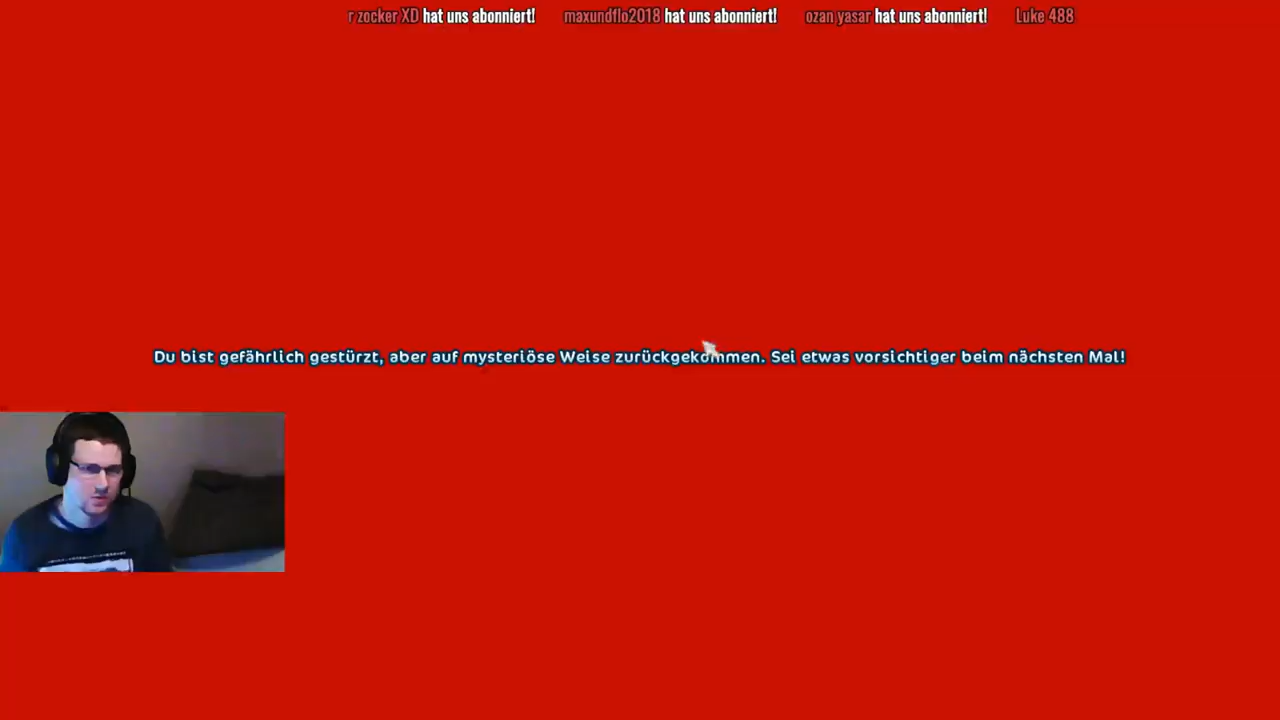 r zocker XD hat uns abonniert! maxundflo2018 hat uns abonniert! ozan yasar hat uns abonniert! Luke 488
Du bist gefährlich gestürzt, aber auf mysteriöse Weise zurückgekommen. Sei etwas vorsichtiger beim nächsten Mal!